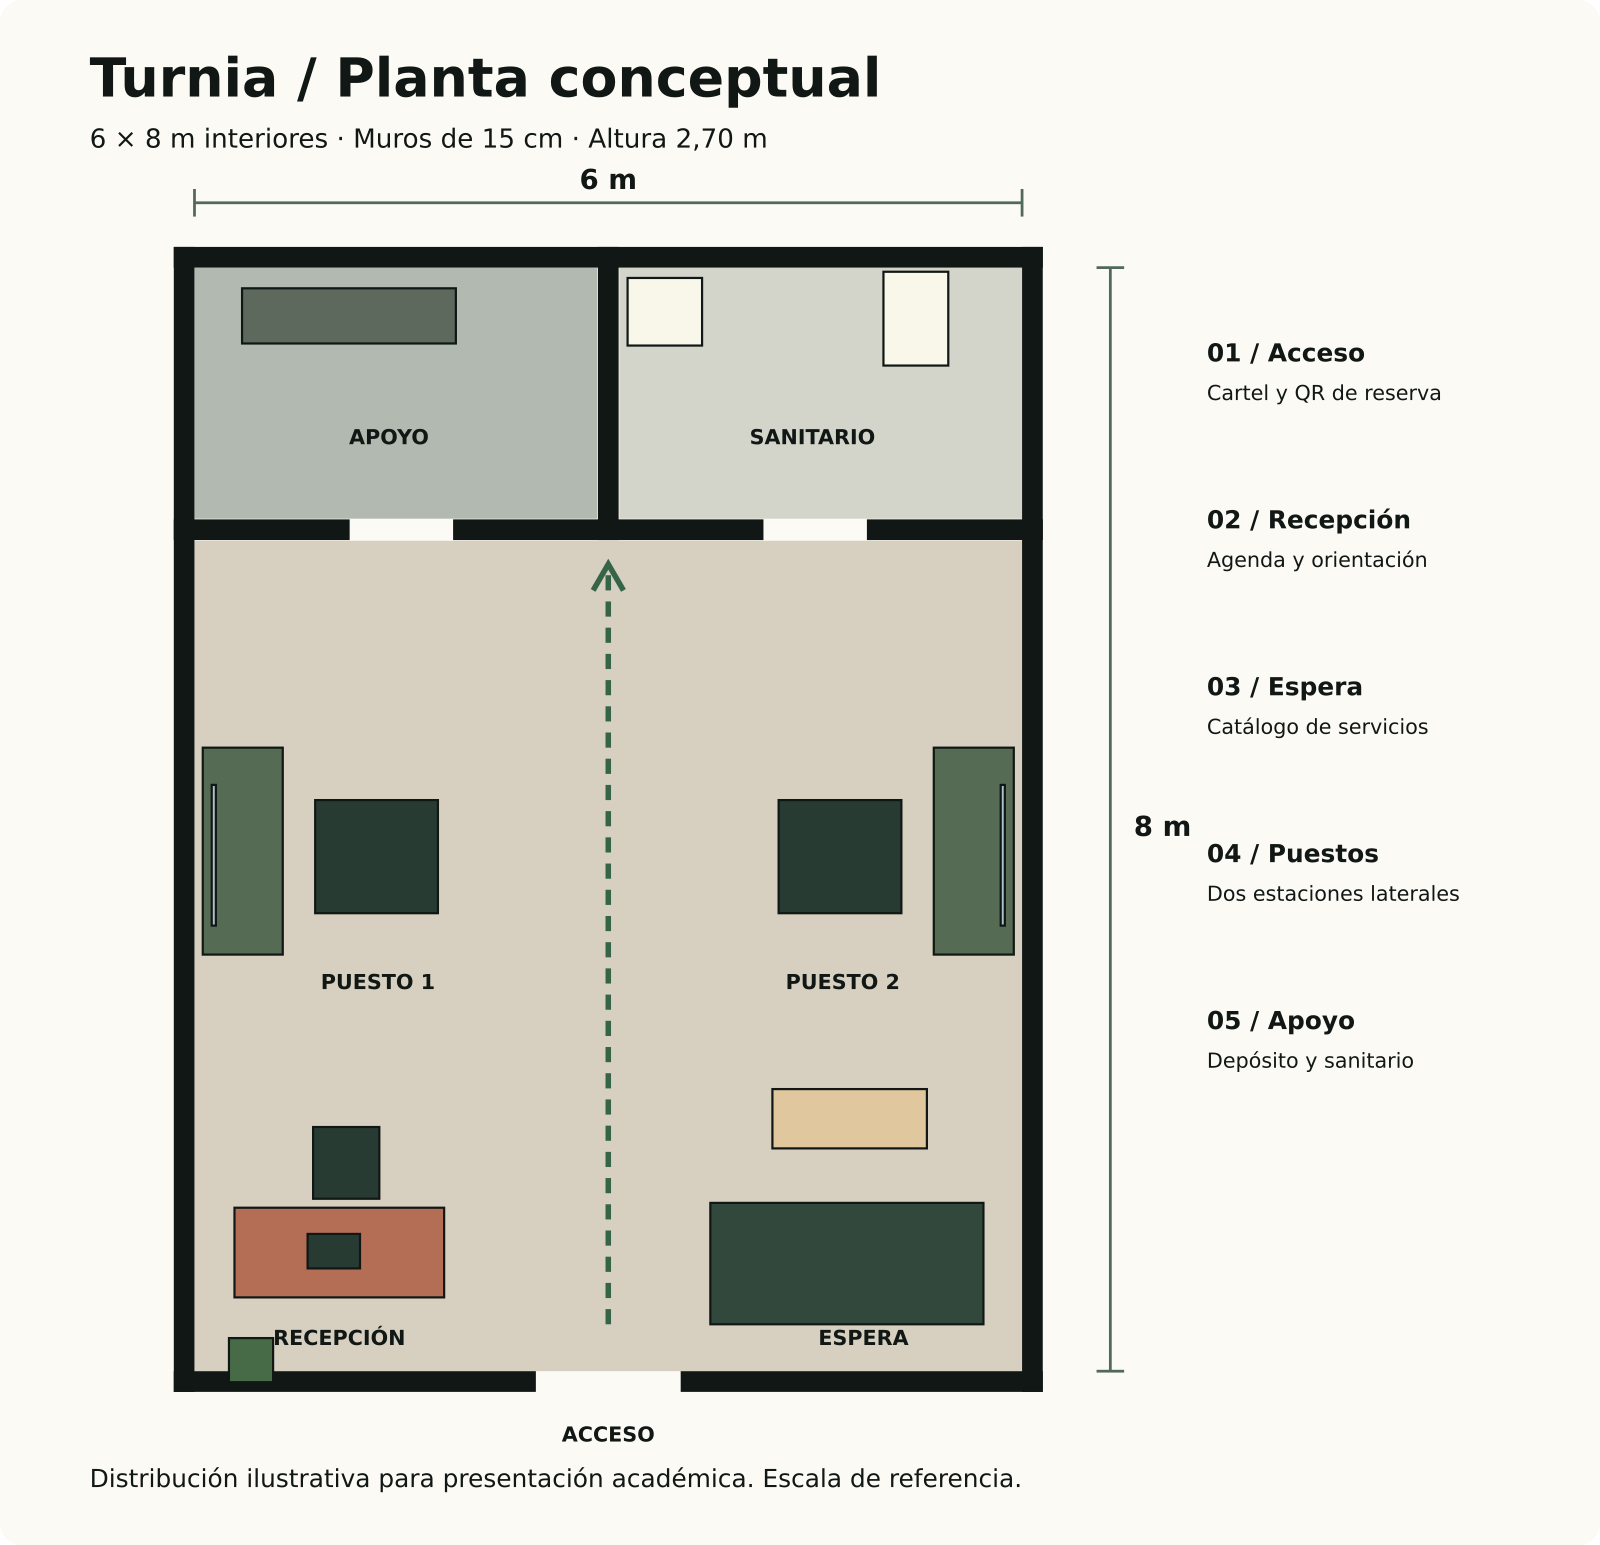 Turnia / Planta conceptual
6 × 8 m interiores · Muros de 15 cm · Altura 2,70 m
6 m
APOYO
SANITARIO
PUESTO 1
PUESTO 2
RECEPCIÓN
ESPERA
ACCESO
8 m
01 / Acceso
Cartel y QR de reserva
02 / Recepción
Agenda y orientación
03 / Espera
Catálogo de servicios
04 / Puestos
Dos estaciones laterales
05 / Apoyo
Depósito y sanitario
Distribución ilustrativa para presentación académica. Escala de referencia.